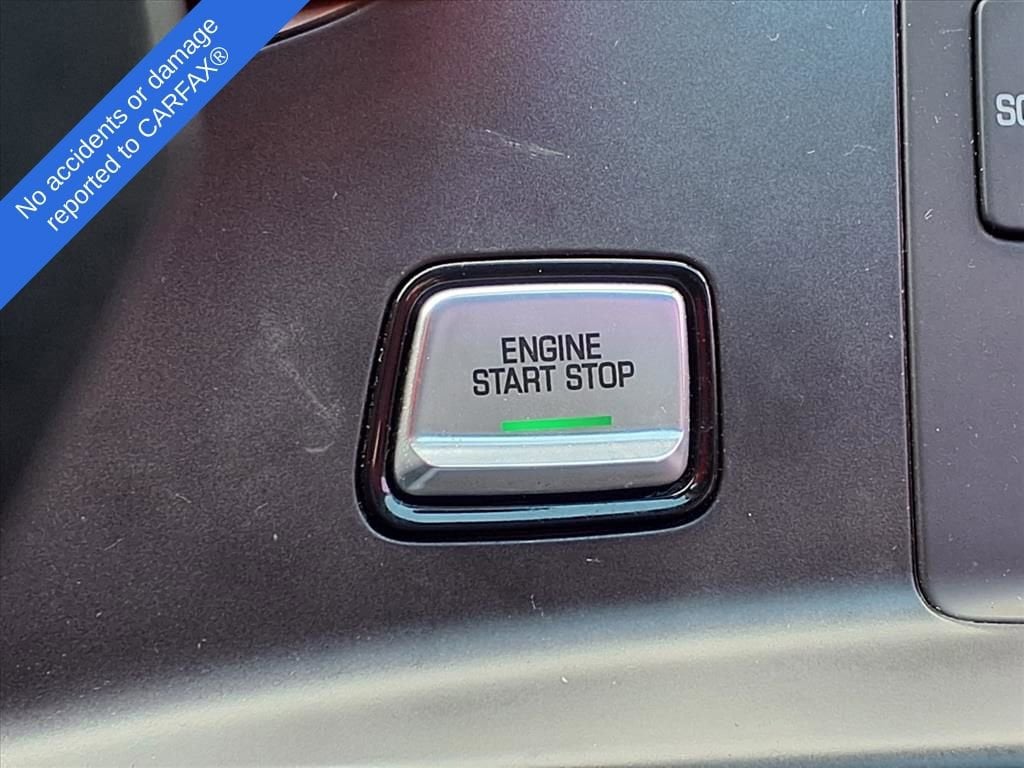 No accidents or damage
reported to CARFAX®
ENGINE
START STOP